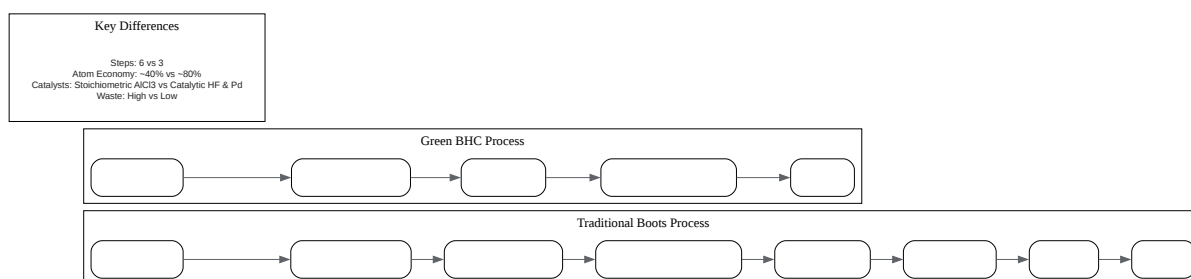 Key Differences
Steps: 6 vs 3
Atom Economy: ~40% vs ~80%
Catalysts: Stoichiometric AlCl3 vs Catalytic HF & Pd
Waste: High vs Low
Green BHC Process
Traditional Boots Process